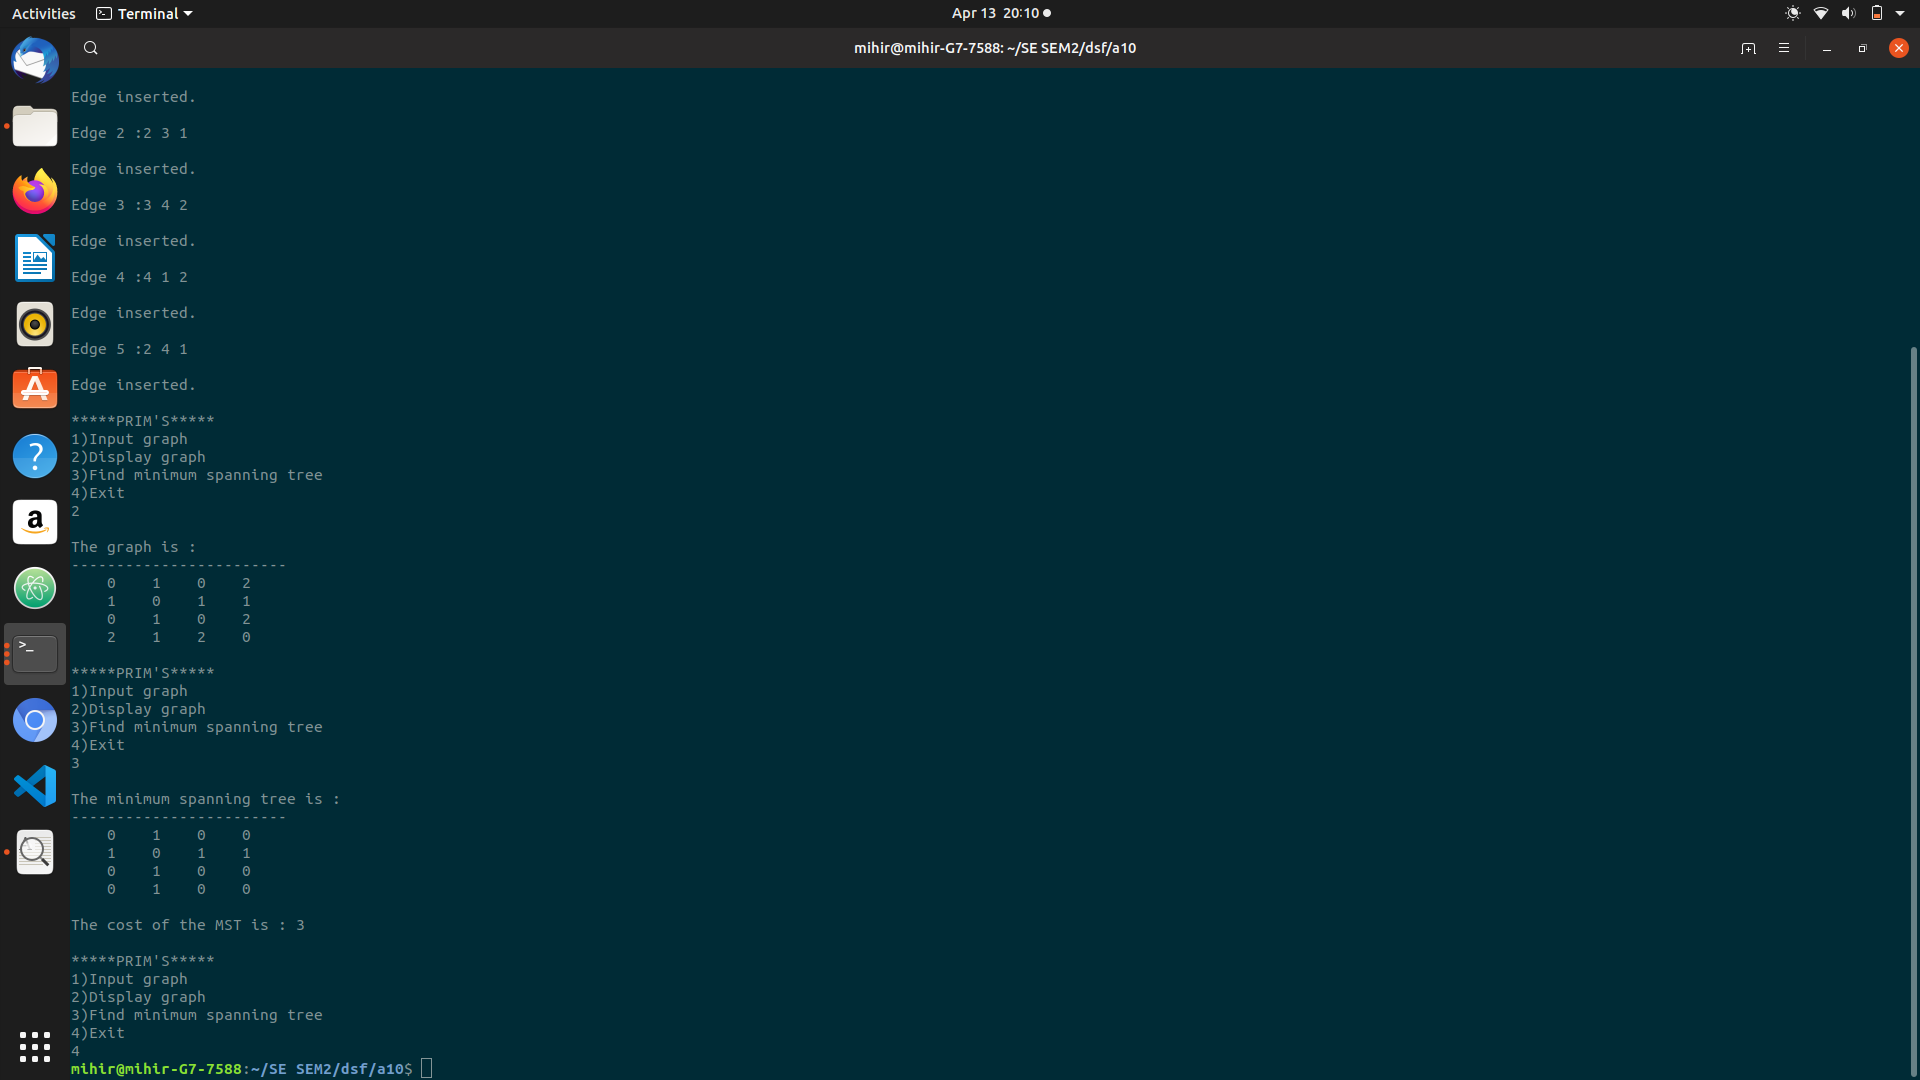 Activities Terminal Apr 13 20:10
mihir@mihir-G7-7588: ~/SE SEM2/dsf/a10
Edge inserted.
Edge 2 :2 3 1
Edge inserted.
Edge 3 :3 4 2
Edge inserted.
Edge 4 :4 1 2
Edge inserted.
Edge 5 :2 4 1
Edge inserted.
*****PRIM'S*****
1)Input graph
2)Display graph
3)Find minimum spanning tree
4)Exit
2
The graph is :
------------------------
0 1 0 2
1 0 1 1
0 1 0 2
2 1 2 0
*****PRIM'S*****
1)Input graph
2)Display graph
3)Find minimum spanning tree
4)Exit
3
The minimum spanning tree is :
------------------------
0 1 0 0
1 0 1 1
0 1 0 0
0 1 0 0
The cost of the MST is : 3
*****PRIM'S*****
1)Input graph
2)Display graph
3)Find minimum spanning tree
4)Exit
4
mihir@mihir-G7-7588:~/SE SEM2/dsf/a10$